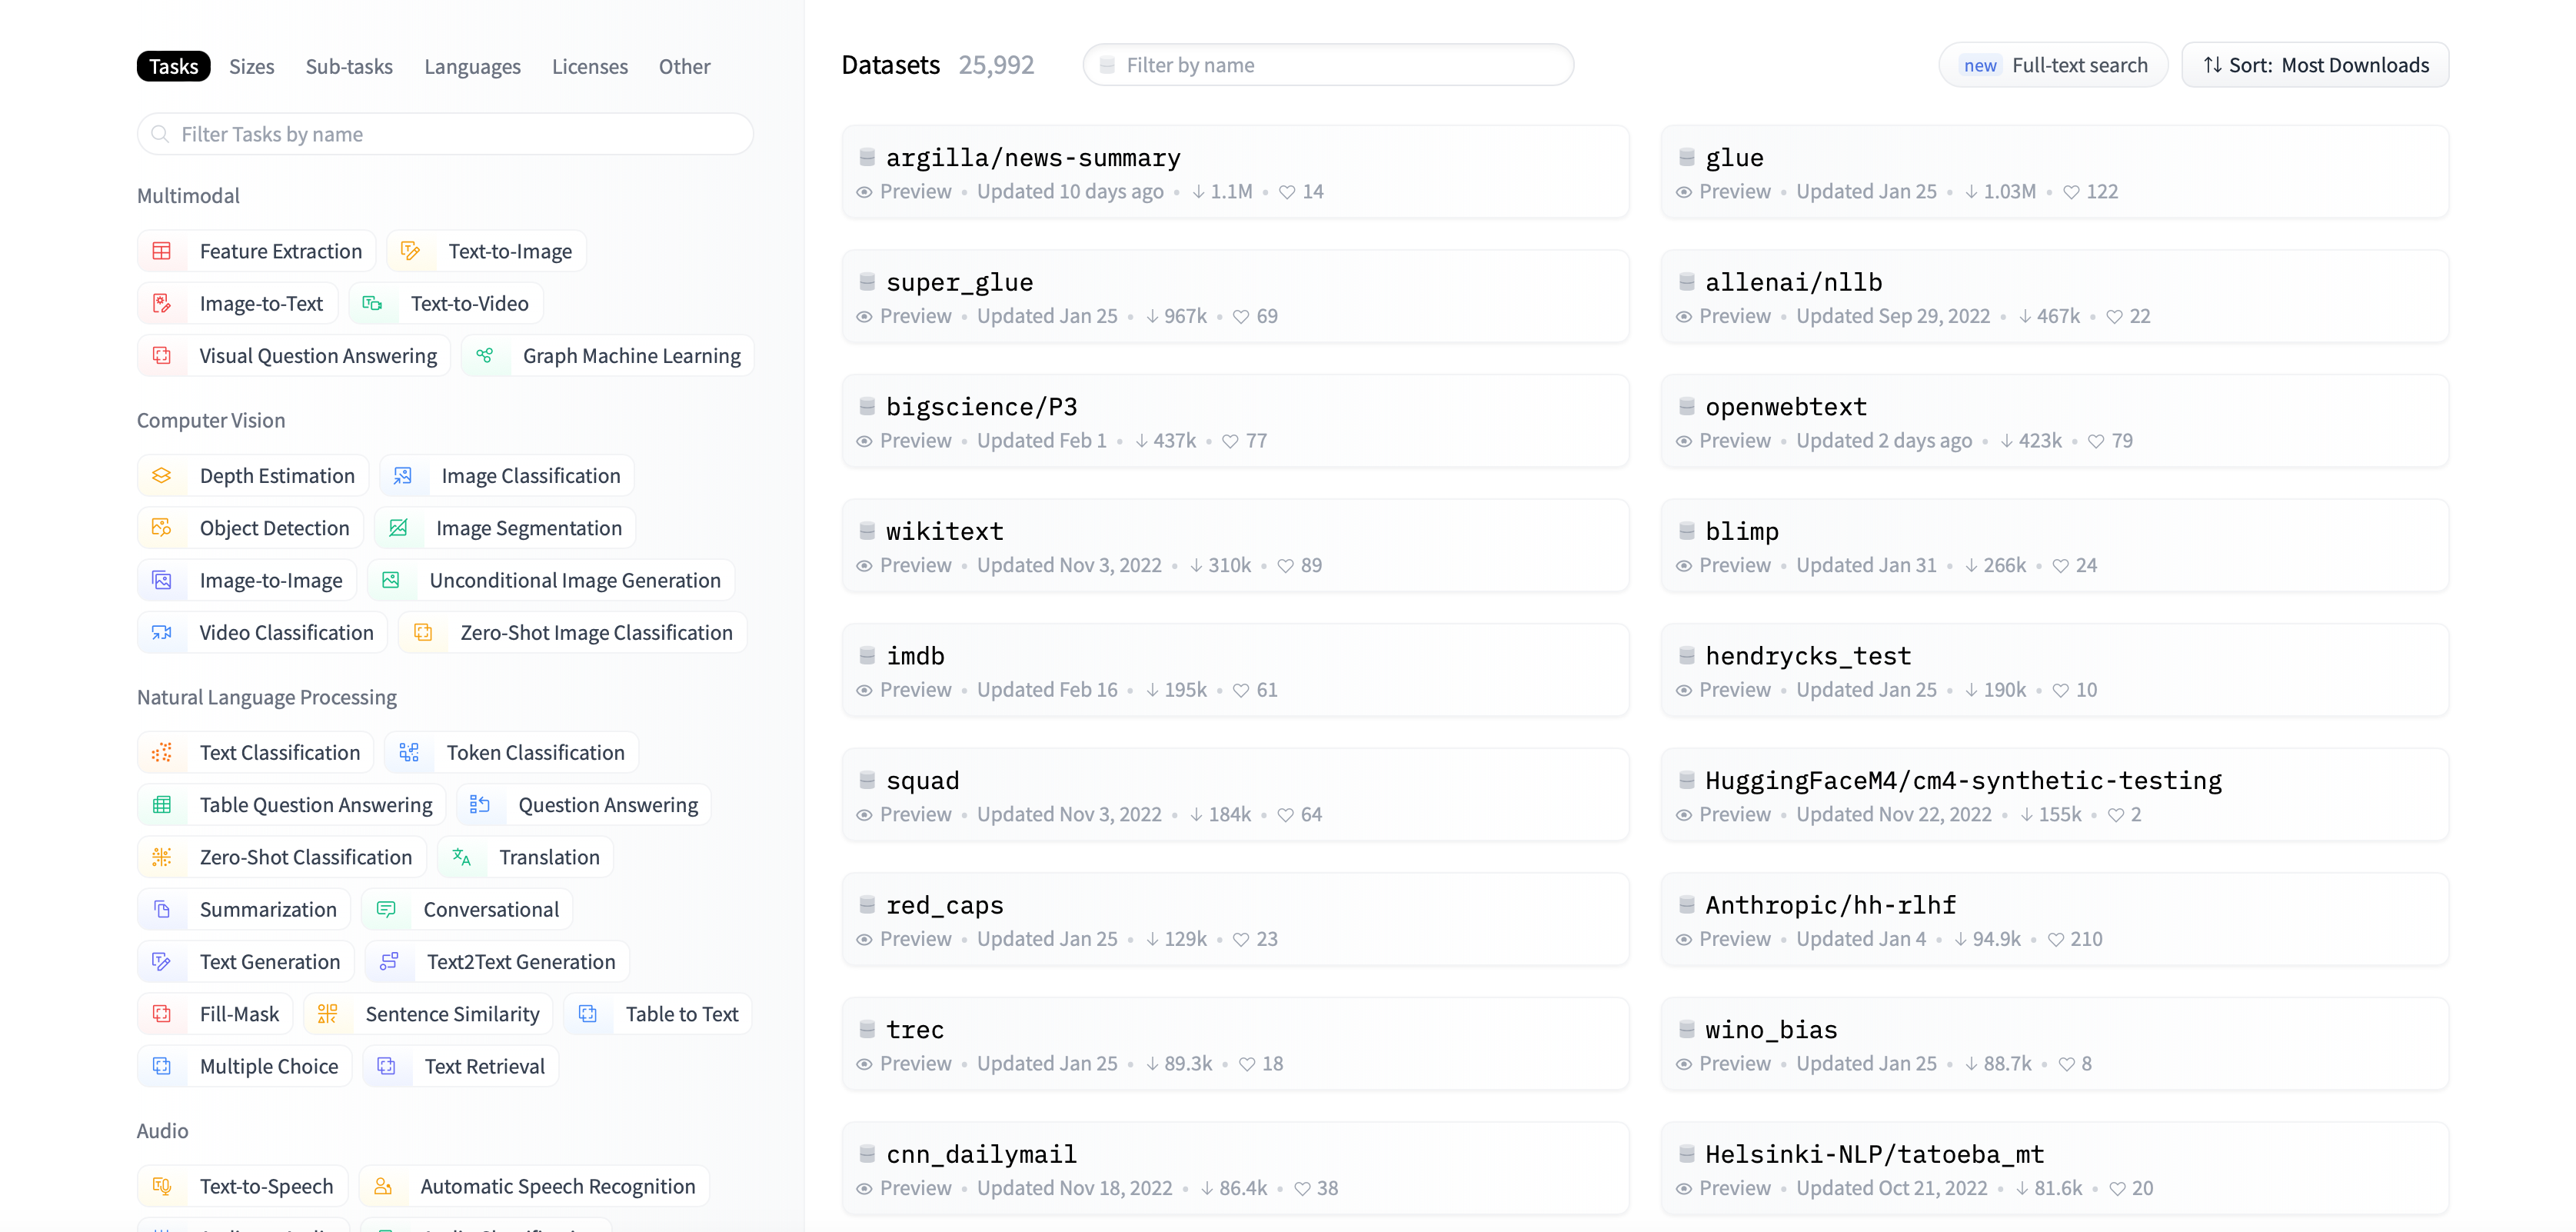 Tasks Sizes Sub-tasks Languages Licenses Other
Filter Tasks by name
Multimodal
Feature Extraction Text-to-Image
Image-to-Text Text-to-Video
Visual Question Answering Graph Machine Learning
Computer Vision
Depth Estimation Image Classification
Object Detection Image Segmentation
Image-to-Image Unconditional Image Generation
Video Classification Zero-Shot Image Classification
Natural Language Processing
Text Classification Token Classification
Table Question Answering Question Answering
Zero-Shot Classification Translation
Summarization Conversational
Text Generation Text2Text Generation
Fill-Mask Sentence Similarity Table to Text
Multiple Choice Text Retrieval
Audio
Text-to-Speech Automatic Speech Recognition
Datasets 25,992 Filter by name new Full-text search Sort: Most Downloads
argilla/news-summary
Preview • Updated 10 days ago • ↓ 1.1M • 14
glue
Preview • Updated Jan 25 • ↓ 1.03M • 122
super_glue
Preview • Updated Jan 25 • ↓ 967k • 69
allenai/nllb
Preview • Updated Sep 29, 2022 • ↓ 467k • 22
bigscience/P3
Preview • Updated Feb 1 • ↓ 437k • 77
openwebtext
Preview • Updated 2 days ago • ↓ 423k • 79
wikitext
Preview • Updated Nov 3, 2022 • ↓ 310k • 89
blimp
Preview • Updated Jan 31 • ↓ 266k • 24
imdb
Preview • Updated Feb 16 • ↓ 195k • 61
hendrycks_test
Preview • Updated Jan 25 • ↓ 190k • 10
squad
Preview • Updated Nov 3, 2022 • ↓ 184k • 64
HuggingFaceM4/cm4-synthetic-testing
Preview • Updated Nov 22, 2022 • ↓ 155k • 2
red_caps
Preview • Updated Jan 25 • ↓ 129k • 23
Anthropic/hh-rlhf
Preview • Updated Jan 4 • ↓ 94.9k • 210
trec
Preview • Updated Jan 25 • ↓ 89.3k • 18
wino_bias
Preview • Updated Jan 25 • ↓ 88.7k • 8
cnn_dailymail
Preview • Updated Nov 18, 2022 • ↓ 86.4k • 38
Helsinki-NLP/tatoeba_mt
Preview • Updated Oct 21, 2022 • ↓ 81.6k • 20